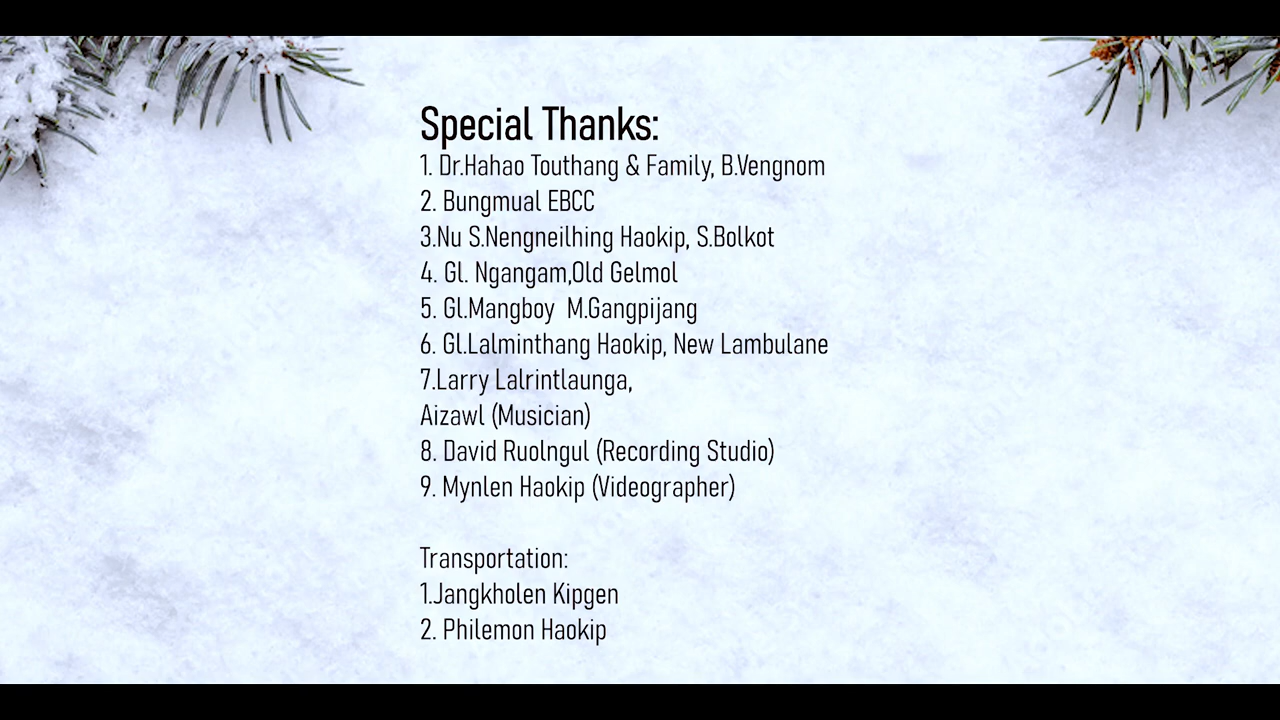 Special Thanks:
1. Dr.Hahao Touthang & Family, B.Vengnom
2. Bungmual EBCC
3.Nu S.Nengneilhing Haokip, S.Bolkot
4. Gl. Ngangam,Old Gelmol
5. Gl.Mangboy  M.Gangpijang
6. Gl.Lalminthang Haokip, New Lambulane
7.Larry Lalrintlaunga,
Aizawl (Musician)
8. David Ruolngul (Recording Studio)
9. Mynlen Haokip (Videographer)
Transportation:
1.Jangkholen Kipgen
2. Philemon Haokip